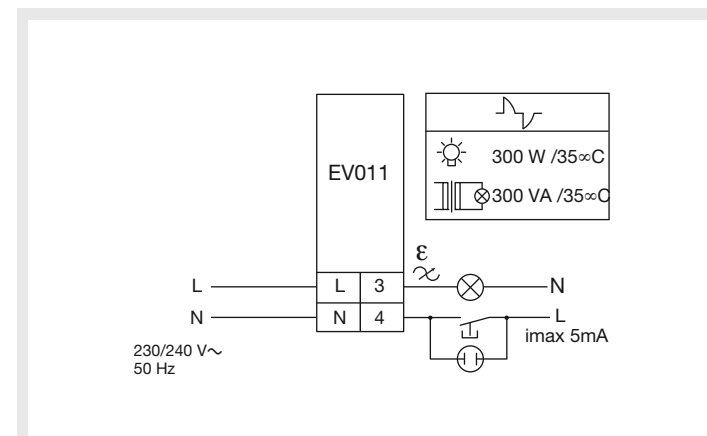 EV011
300 W /35∞C
300 VA /35∞C
ε
L L 3 N
N N 4 L
imax 5mA
230/240 V~
50 Hz